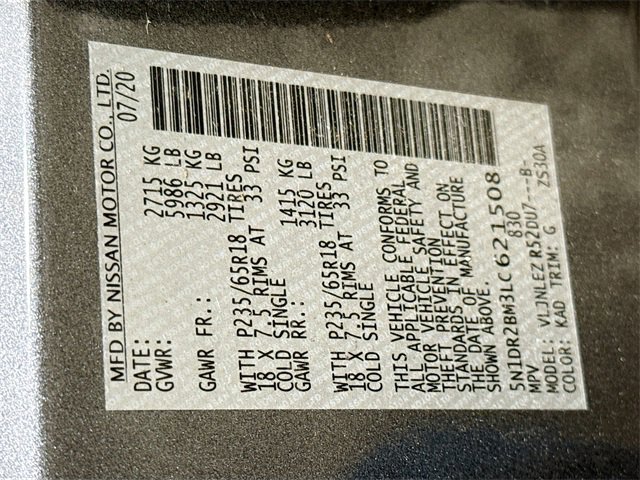 MFD BY NISSAN MOTOR CO., LTD.
DATE: 07/20
GVWR: 2715 KG
5986 LB
GAWR FR.: 1325 KG
2921 LB
WITH P235/65R18 TIRES
18 X 7.5 RIMS AT 33 PSI
COLD SINGLE
GAWR RR.: 1415 KG
3120 LB
WITH P235/65R18 TIRES
18 X 7.5 RIMS AT 33 PSI
COLD SINGLE
THIS VEHICLE CONFORMS TO
ALL APPLICABLE FEDERAL
MOTOR VEHICLE SAFETY AND
THEFT PREVENTION
STANDARDS IN EFFECT ON
THE DATE OF MANUFACTURE
SHOWN ABOVE.
5N1DR2BM3LC621508
MPV 830
MODEL: VLJNLEZ R52DU7---B-
COLOR: KAD TRIM: G ZS30A